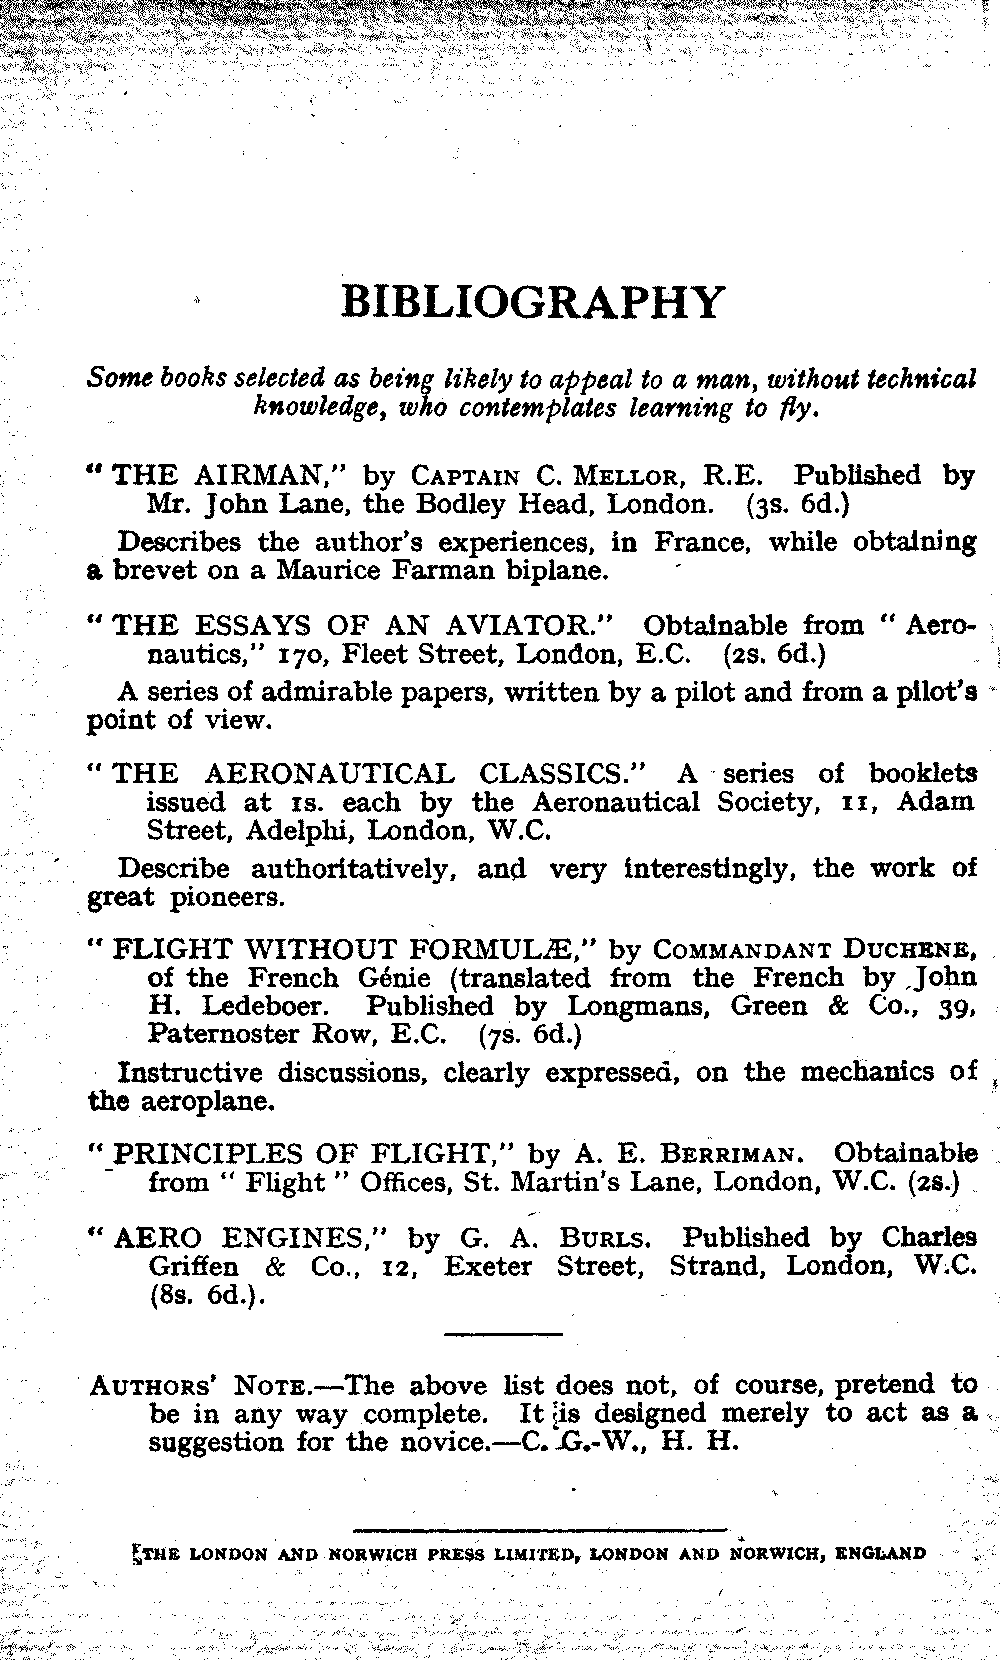 BIBLIOGRAPHY
Some books selected as being likely to appeal to a man, without technical
knowledge, who contemplates learning to fly.
“ THE AIRMAN,” by CAPTAIN C. MELLOR, R.E. Published by
Mr. John Lane, the Bodley Head, London. (3s. 6d.)
Describes the author's experiences, in France, while obtaining
a brevet on a Maurice Farman biplane.
“ THE ESSAYS OF AN AVIATOR.” Obtainable from “ Aero-
nautics,” 170, Fleet Street, London, E.C. (2s. 6d.)
A series of admirable papers, written by a pilot and from a pilot's
point of view.
“ THE AERONAUTICAL CLASSICS.” A series of booklets
issued at 1s. each by the Aeronautical Society, 11, Adam
Street, Adelphi, London, W.C.
Describe authoritatively, and very interestingly, the work of
great pioneers.
“ FLIGHT WITHOUT FORMULÆ,” by COMMANDANT DUCHENE,
of the French Génie (translated from the French by John
H. Ledeboer. Published by Longmans, Green & Co., 39,
Paternoster Row, E.C. (7s. 6d.)
Instructive discussions, clearly expressed, on the mechanics of
the aeroplane.
“ PRINCIPLES OF FLIGHT,” by A. E. BERRIMAN. Obtainable
from “ Flight ” Offices, St. Martin's Lane, London, W.C. (2s.)
“ AERO ENGINES,” by G. A. BURLS. Published by Charles
Griffen & Co., 12, Exeter Street, Strand, London, W.C.
(8s. 6d.).
AUTHORS' NOTE.—The above list does not, of course, pretend to
be in any way complete. It is designed merely to act as a
suggestion for the novice.—C. G.-W., H. H.
THE LONDON AND NORWICH PRESS LIMITED, LONDON AND NORWICH, ENGLAND